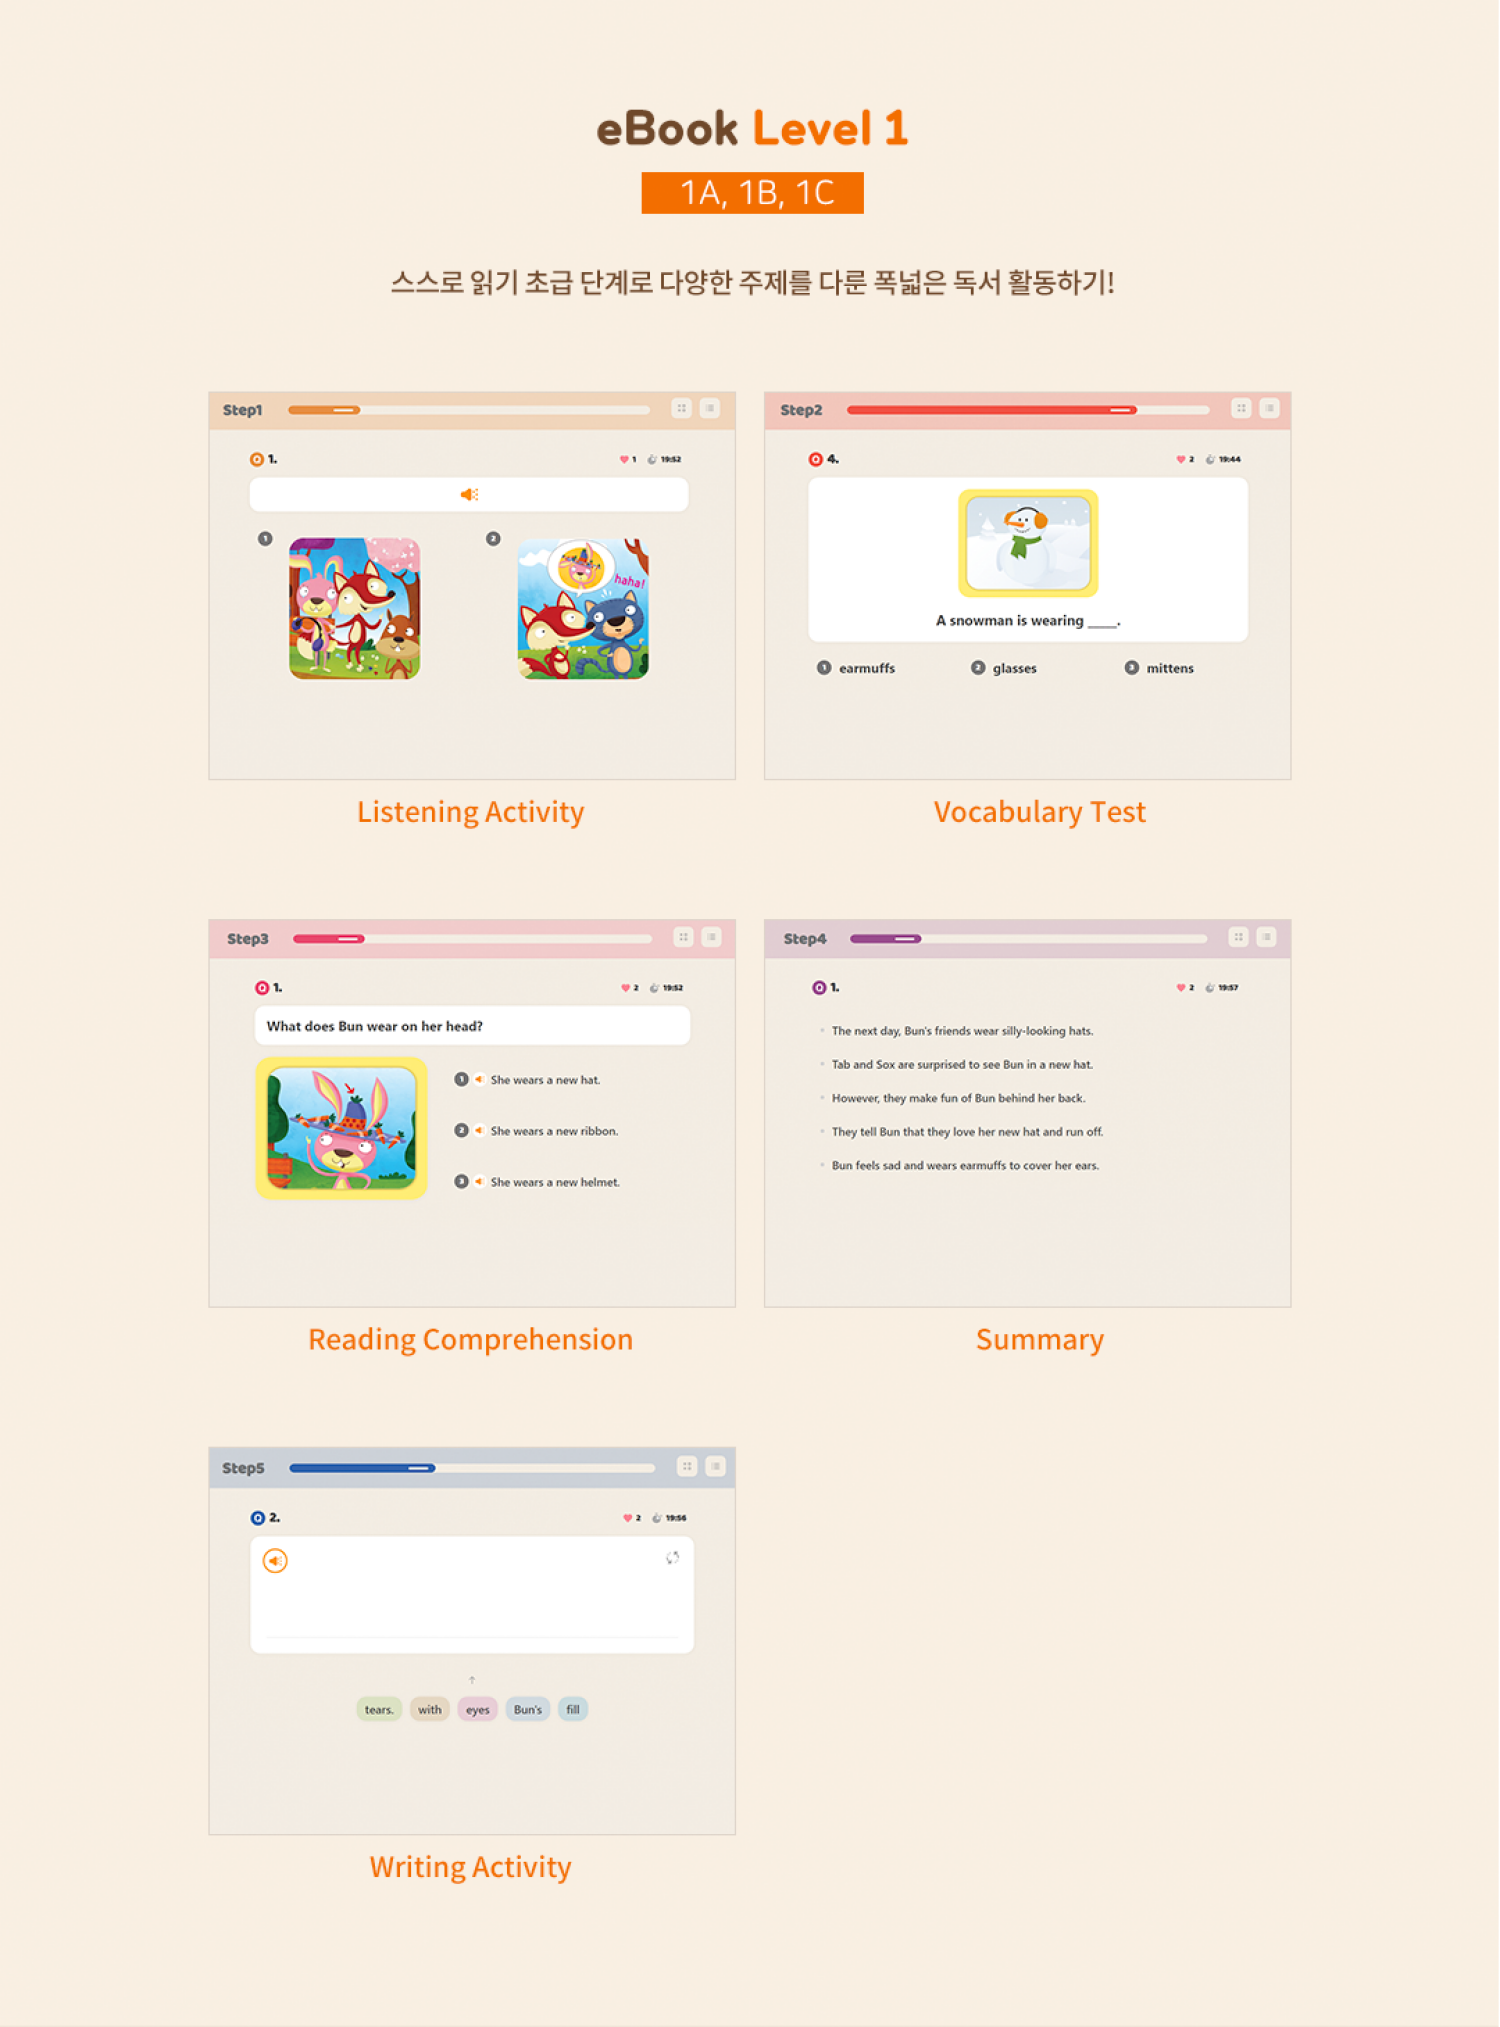 eBook Level 1
1A, 1B, 1C
스스로 읽기 초급 단계로 다양한 주제를 다룬 폭넓은 독서 활동하기!
Step1
Q 1.
1 19:52
1
2
haha!
Listening Activity
Step2
Q 4.
2 19:44
A snowman is wearing ____.
1 earmuffs
2 glasses
3 mittens
Vocabulary Test
Step3
Q 1.
2 19:52
What does Bun wear on her head?
1 She wears a new hat.
2 She wears a new ribbon.
3 She wears a new helmet.
Reading Comprehension
Step4
Q 1.
2 19:57
The next day, Bun's friends wear silly-looking hats.
Tab and Sox are surprised to see Bun in a new hat.
However, they make fun of Bun behind her back.
They tell Bun that they love her new hat and run off.
Bun feels sad and wears earmuffs to cover her ears.
Summary
Step5
Q 2.
2 19:56
tears. with eyes Bun's fill
Writing Activity